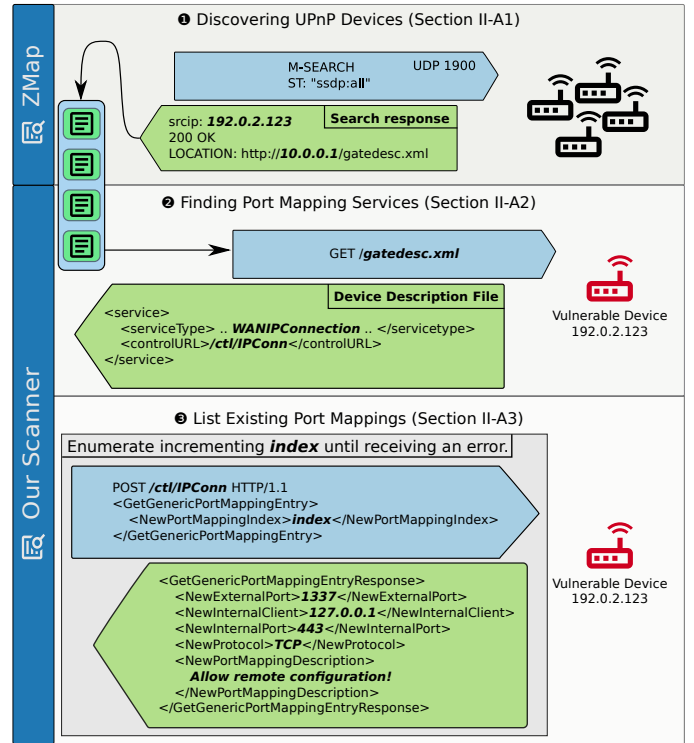 ❶ Discovering UPnP Devices (Section II-A1)
ZMap
M-SEARCH UDP 1900
ST: "ssdp:all"
srcip: 192.0.2.123 Search response
200 OK
LOCATION: http://10.0.0.1/gatedesc.xml
❷ Finding Port Mapping Services (Section II-A2)
Our Scanner
GET /gatedesc.xml
Device Description File
<service>
<serviceType> .. WANIPConnection .. </servicetype>
<controlURL>/ctl/IPConn</controlURL>
</service>
Vulnerable Device
192.0.2.123
❸ List Existing Port Mappings (Section II-A3)
Enumerate incrementing index until receiving an error.
POST /ctl/IPConn HTTP/1.1
<GetGenericPortMappingEntry>
<NewPortMappingIndex>index</NewPortMappingIndex>
</GetGenericPortMappingEntry>
<GetGenericPortMappingEntryResponse>
<NewExternalPort>1337</NewExternalPort>
<NewInternalClient>127.0.0.1</NewInternalClient>
<NewInternalPort>443</NewInternalPort>
<NewProtocol>TCP</NewProtocol>
<NewPortMappingDescription>
Allow remote configuration!
</NewPortMappingDescription>
</GetGenericPortMappingEntryResponse>
Vulnerable Device
192.0.2.123